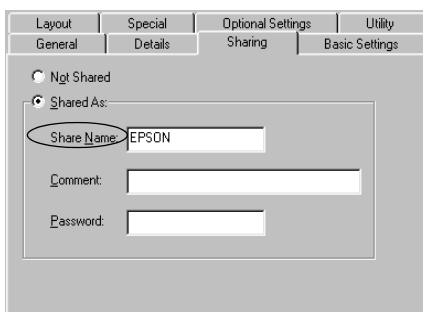 Layout Special Optional Settings Utility
General Details Sharing Basic Settings
Not Shared
Shared As:
Share Name: EPSON
Comment:
Password: